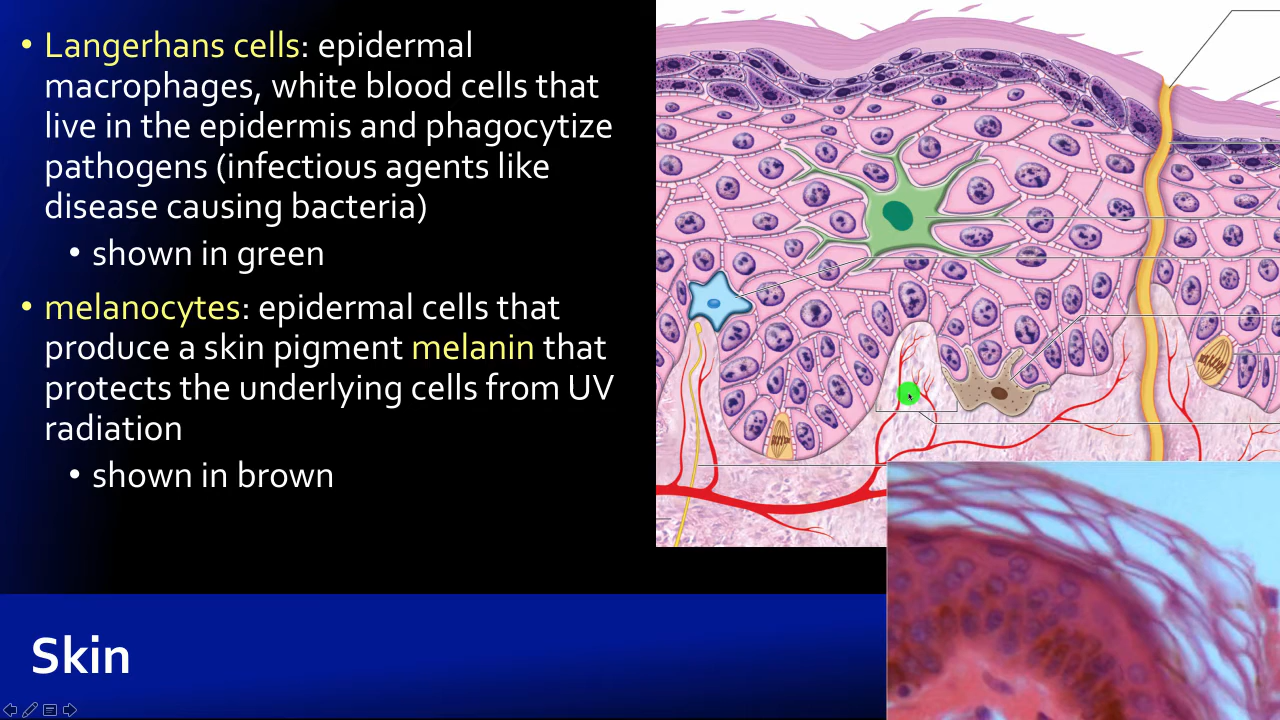 • Langerhans cells: epidermal
macrophages, white blood cells that
live in the epidermis and phagocytize
pathogens (infectious agents like
disease causing bacteria)
• shown in green
• melanocytes: epidermal cells that
produce a skin pigment melanin that
protects the underlying cells from UV
radiation
• shown in brown
Skin